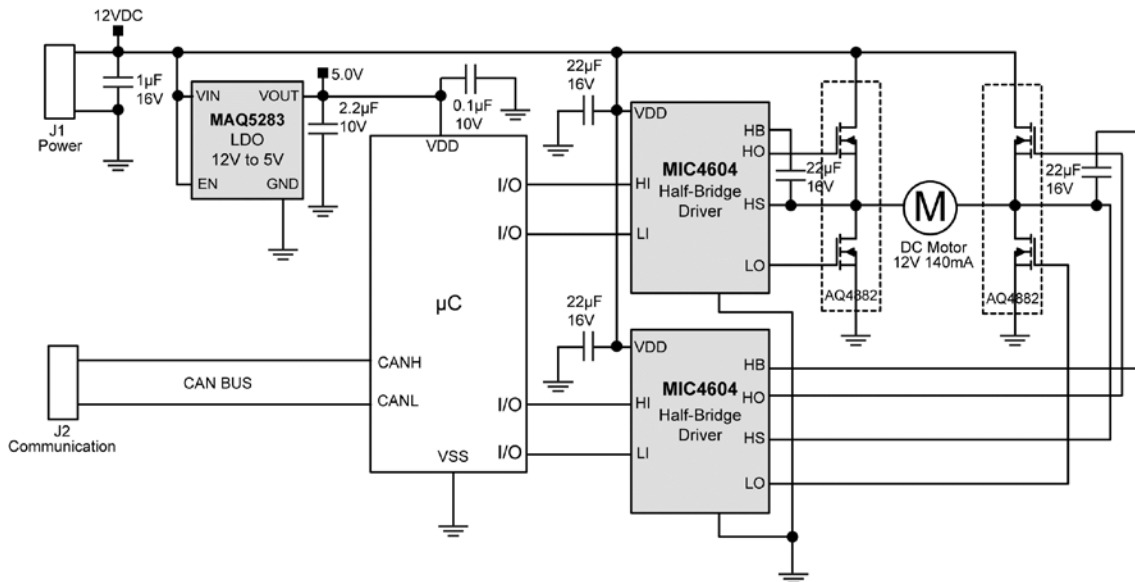 12VDC
1µF
16V
J1
Power
VIN
VOUT
MAQ5283
LDO
12V to 5V
EN
GND
5.0V
2.2µF
10V
0.1µF
10V
VDD
I/O
I/O
µC
CANH
CANL
I/O
VSS
I/O
CAN BUS
J2
Communication
22µF
16V
VDD
HB
HO
MIC4604
Half-Bridge
Driver
HI
HS
LI
LO
22µF
16V
AQ4882
M
DC Motor
12V 140mA
AQ4882
22µF
16V
22µF
16V
VDD
HB
MIC4604
Half-Bridge
Driver
HI
HO
HS
LI
LO